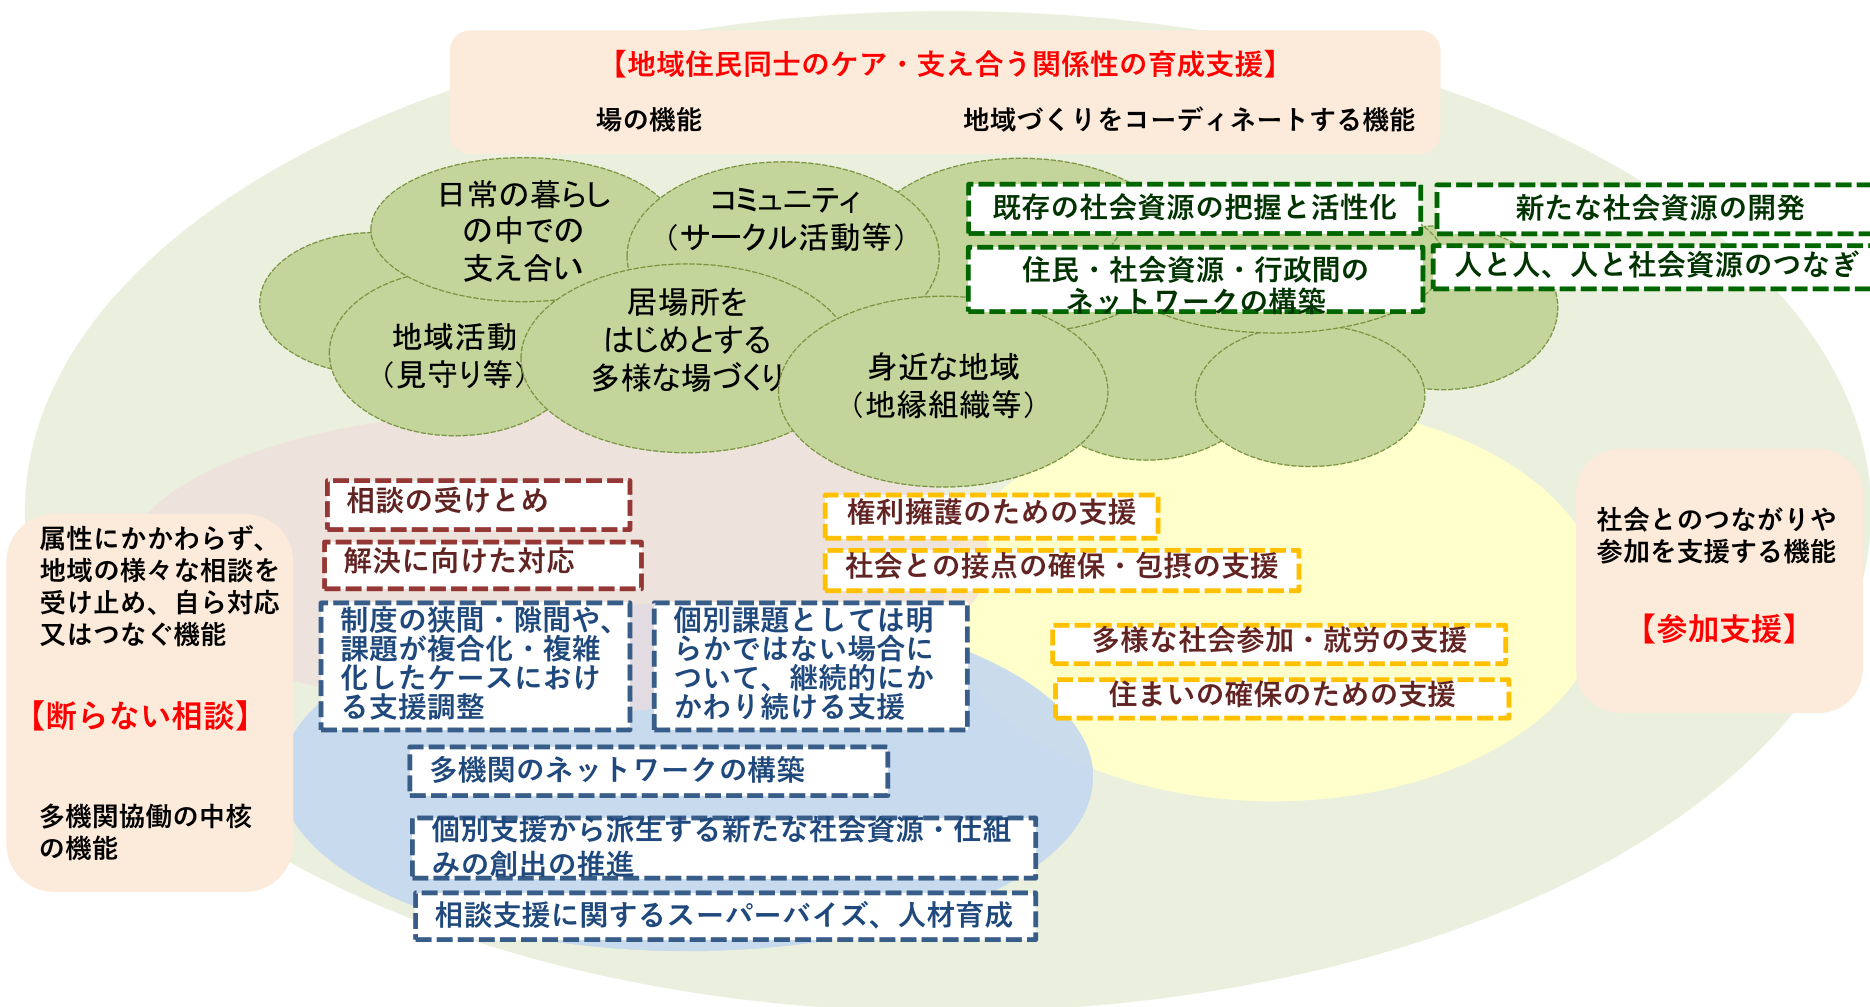 【地域住民同士のケア・支え合う関係性の育成支援】
場の機能
地域づくりをコーディネートする機能
日常の暮らし
の中での
支え合い
コミュニティ
（サークル活動等）
既存の社会資源の把握と活性化
新たな社会資源の開発
住民・社会資源・行政間の
ネットワークの構築
人と人、人と社会資源のつなぎ
地域活動
（見守り等）
居場所を
はじめとする
多様な場づくり
身近な地域
（地縁組織等）
相談の受けとめ
解決に向けた対応
権利擁護のための支援
社会との接点の確保・包摂の支援
属性にかかわらず、
地域の様々な相談を
受け止め、自ら対応
又はつなぐ機能
【断らない相談】
多機関協働の中核
の機能
制度の狭間・隙間や、
課題が複合化・複雑
化したケースにおけ
る支援調整
個別課題としては明
らかではない場合に
ついて、継続的にか
かわり続ける支援
多様な社会参加・就労の支援
住まいの確保のための支援
社会とのつながりや
参加を支援する機能
【参加支援】
多機関のネットワークの構築
個別支援から派生する新たな社会資源・仕組
みの創出の推進
相談支援に関するスーパーバイズ、人材育成